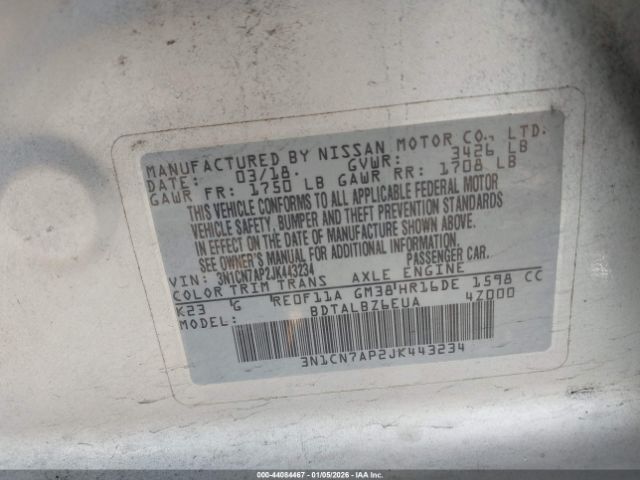 MANUFACTURED BY NISSAN MOTOR CO., LTD.
DATE: 03/18. GVWR: 3426 LB
GAWR FR: 1750 LB GAWR RR: 1708 LB
THIS VEHICLE CONFORMS TO ALL APPLICABLE FEDERAL MOTOR
VEHICLE SAFETY, BUMPER AND THEFT PREVENTION STANDARDS
IN EFFECT ON THE DATE OF MANUFACTURE SHOWN ABOVE.
SEE OWNER'S MANUAL FOR ADDITIONAL INFORMATION.
VIN: 3N1CN7AP2JK443234 PASSENGER CAR.
COLOR TRIM TRANS AXLE ENGINE
K23 G RE0F11A GM38 HR16DE 1598 CC
MODEL: BDTALBZ6EUA 4Z000
3N1CN7AP2JK443234
000-44084467 | 01/05/2026 | IAAI.com